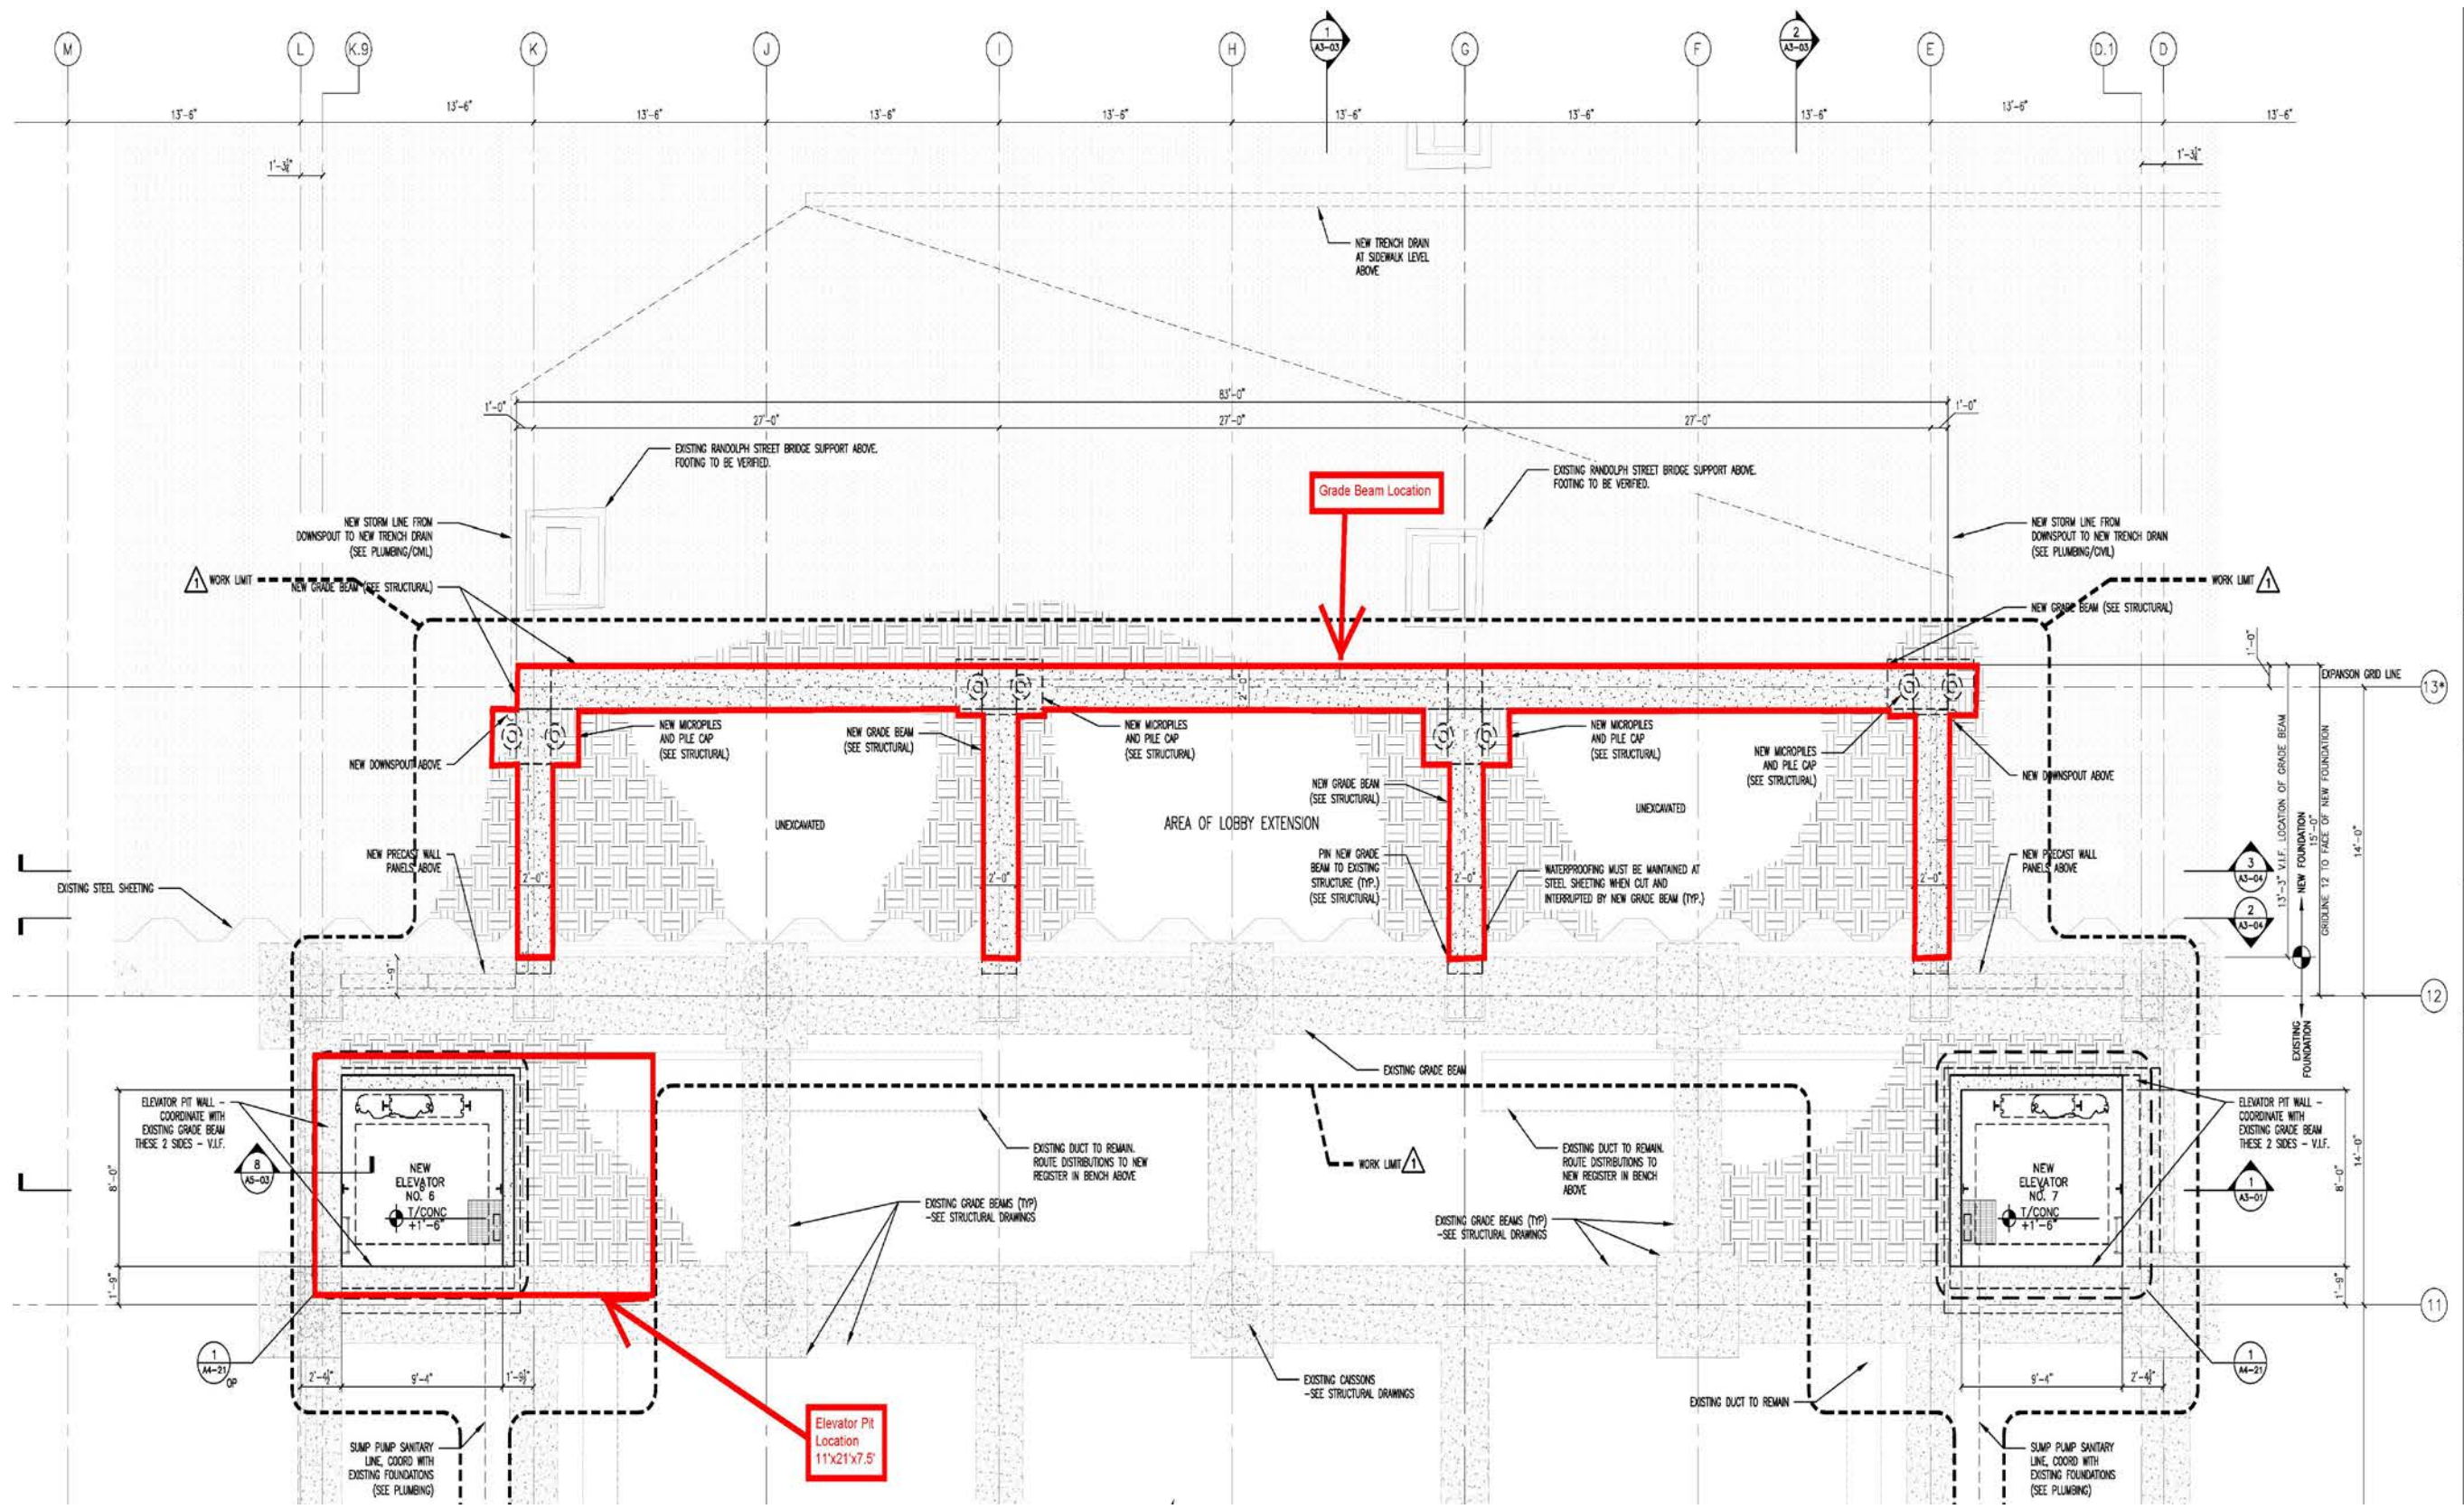 M
L
K.9
K
J
I
H
1
A3-03
G
F
2
A3-03
E
D.1
D
13'-6"
13'-6"
13'-6"
13'-6"
13'-6"
13'-6"
13'-6"
13'-6"
13'-6"
13'-6"
NEW TRENCH DRAIN
AT SIDEWALK LEVEL
ABOVE
83'-0"
1'-0"
27'-0"
27'-0"
27'-0"
1'-0"
EXISTING RANDOLPH STREET BRIDGE SUPPORT ABOVE.
FOOTING TO BE VERIFIED.
Grade Beam Location
EXISTING RANDOLPH STREET BRIDGE SUPPORT ABOVE.
FOOTING TO BE VERIFIED.
NEW STORM LINE FROM
DOWNSPOUT TO NEW TRENCH DRAIN
(SEE PLUMBING/CIVIL)
NEW STORM LINE FROM
DOWNSPOUT TO NEW TRENCH DRAIN
(SEE PLUMBING/CIVIL)
1 WORK LIMIT
NEW GRADE BEAM (SEE STRUCTURAL)
WORK LIMIT 1
NEW GRADE BEAM (SEE STRUCTURAL)
1'-0"
EXPANSON GRID LINE
13*
2'-0"
NEW MICROPILES
AND PILE CAP
(SEE STRUCTURAL)
NEW GRADE BEAM
(SEE STRUCTURAL)
NEW MICROPILES
AND PILE CAP
(SEE STRUCTURAL)
NEW MICROPILES
AND PILE CAP
(SEE STRUCTURAL)
NEW MICROPILES
AND PILE CAP
(SEE STRUCTURAL)
NEW DOWNSPOUT ABOVE
NEW DOWNSPOUT ABOVE
NEW GRADE BEAM
(SEE STRUCTURAL)
UNEXCAVATED
AREA OF LOBBY EXTENSION
UNEXCAVATED
NEW PRECAST WALL
PANELS ABOVE
PIN NEW GRADE
BEAM TO EXISTING
STRUCTURE (TYP.)
(SEE STRUCTURAL)
WATERPROOFING MUST BE MAINTAINED AT
STEEL SHEETING WHEN CUT AND
INTERRUPTED BY NEW GRADE BEAM (TYP.)
NEW PRECAST WALL
PANELS ABOVE
2'-0"
2'-0"
2'-0"
2'-0"
EXISTING STEEL SHEETING
3
A3-04
2
A3-04
13'-3" V.I.F. LOCATION OF GRADE BEAM
NEW FOUNDATION
EXISTING
FOUNDATION
15'-0"
GRIDLINE 12 TO FACE OF NEW FOUNDATION
14'-0"
12
EXISTING GRADE BEAM
ELEVATOR PIT WALL -
COORDINATE WITH
EXISTING GRADE BEAM
THESE 2 SIDES - V.I.F.
8
A5-03
8'-0"
1'-9"
NEW
ELEVATOR
NO. 6
T/CONC
+1'-6"
EXISTING DUCT TO REMAIN.
ROUTE DISTRIBUTIONS TO NEW
REGISTER IN BENCH ABOVE
WORK LIMIT 1
EXISTING DUCT TO REMAIN.
ROUTE DISTRIBUTIONS TO
NEW REGISTER IN BENCH
ABOVE
EXISTING GRADE BEAMS (TYP)
-SEE STRUCTURAL DRAWINGS
EXISTING GRADE BEAMS (TYP)
-SEE STRUCTURAL DRAWINGS
NEW
ELEVATOR
NO. 7
T/CONC
+1'-6"
ELEVATOR PIT WALL -
COORDINATE WITH
EXISTING GRADE BEAM
THESE 2 SIDES - V.I.F.
1
A3-01
8'-0"
1'-9"
14'-0"
11
1
A4-21
OP
9'-4"
EXISTING CAISSONS
-SEE STRUCTURAL DRAWINGS
EXISTING DUCT TO REMAIN
9'-4"
1
A4-21
Elevator Pit
Location
11'x21'x7.5'
SUMP PUMP SANITARY
LINE, COORD WITH
EXISTING FOUNDATIONS
(SEE PLUMBING)
SUMP PUMP SANITARY
LINE, COORD WITH
EXISTING FOUNDATIONS
(SEE PLUMBING)